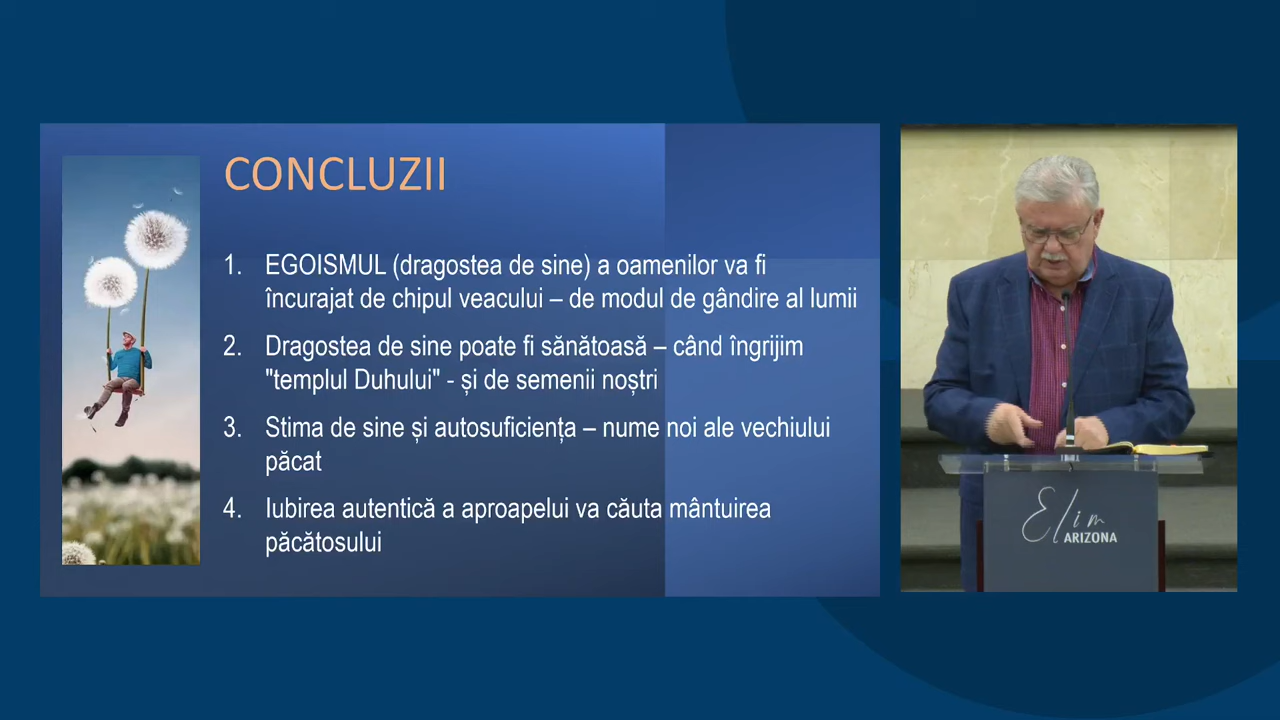 CONCLUZII
1. EGOISMUL (dragostea de sine) a oamenilor va fi
încurajat de chipul veacului – de modul de gândire al lumii
2. Dragostea de sine poate fi sănătoasă – când îngrijim
"templul Duhului" - și de semenii noștri
3. Stima de sine și autosuficiența – nume noi ale vechiului
păcat
4. Iubirea autentică a aproapelui va căuta mântuirea
păcătosului
Elim
ARIZONA